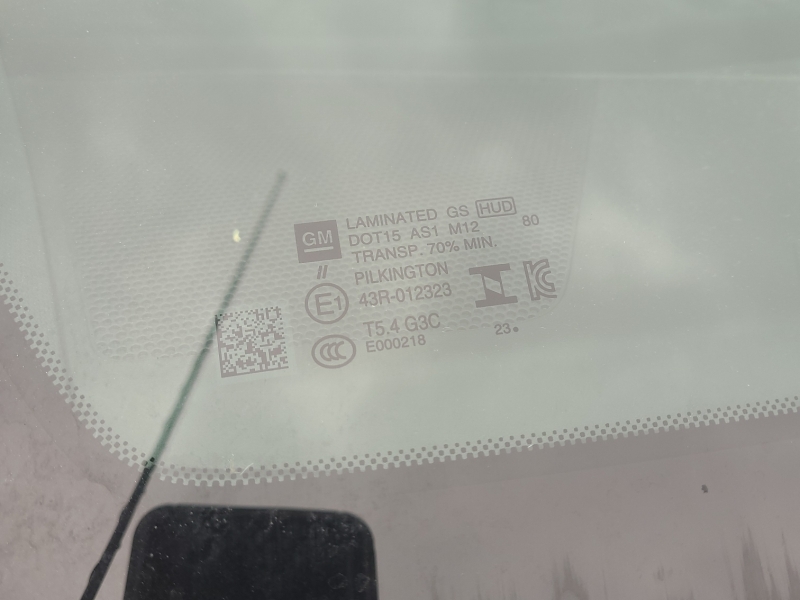 GM
LAMINATED GS HUD
DOT15 AS1 M12 80
TRANSP. 70% MIN.
// PILKINGTON
E1 43R-012323
T5.4 G3C
CCC E000218 23.